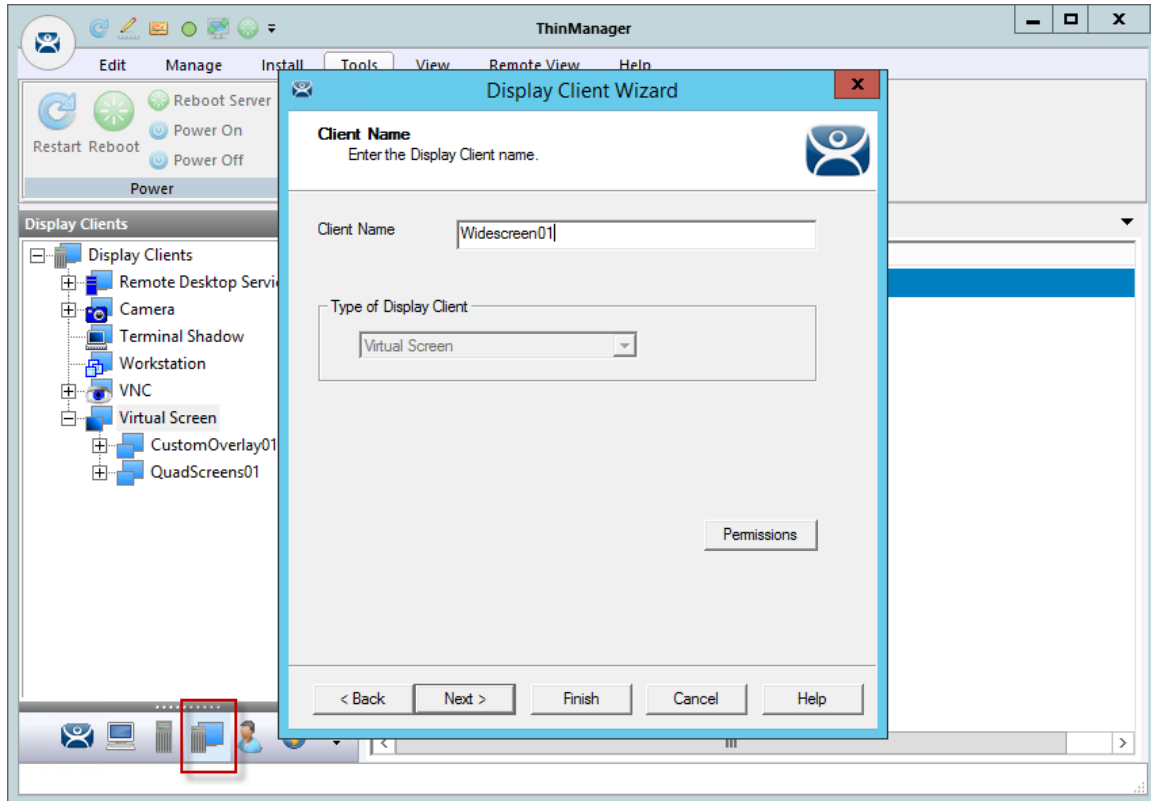 ThinManager
Edit Manage Install Tools View Remote View Help
Restart Reboot
Reboot Server
Power On
Power Off
Power
Display Clients
Display Clients
Remote Desktop
Camera
Terminal Shadow
Workstation
VNC
Virtual Screen
CustomOverlay01
QuadScreens01
Display Client Wizard
X
Client Name
Enter the Display Client name.
Client Name Widescreen01
Type of Display Client
Virtual Screen
Permissions
< Back Next > Finish Cancel Help